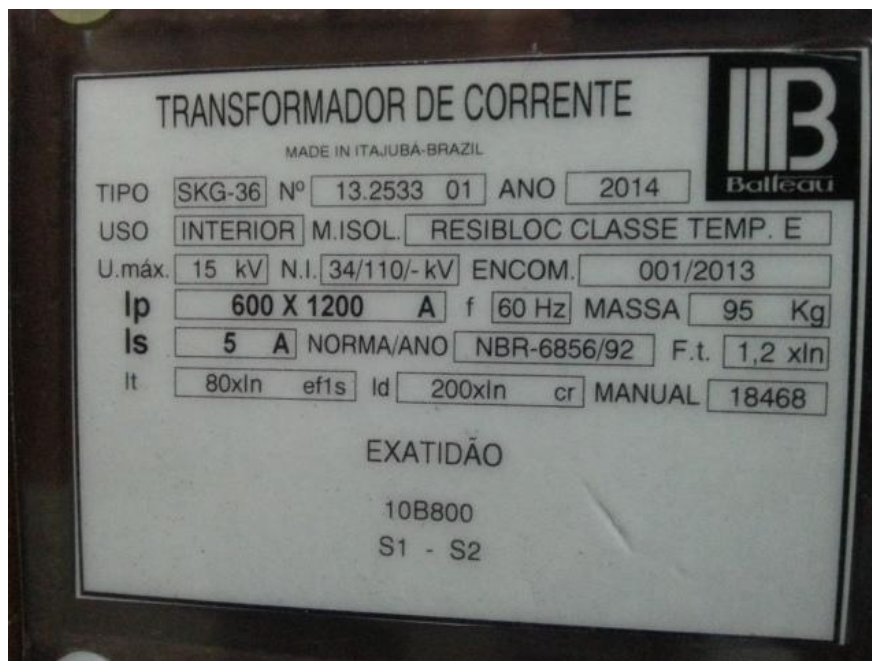 TRANSFORMADOR DE CORRENTE
MADE IN ITAJUBÁ-BRAZIL
Balteau
TIPO SKG-36 Nº 13.2533 01 ANO 2014
USO INTERIOR M.ISOL. RESIBLOC CLASSE TEMP. E
U.máx. 15 kV N.I. 34/110/- kV ENCOM. 001/2013
Ip 600 X 1200 A f 60 Hz MASSA 95 Kg
Is 5 A NORMA/ANO NBR-6856/92 F.t. 1,2 xIn
It 80xIn ef1s Id 200xIn cr MANUAL 18468
EXATIDÃO
10B800
S1 - S2